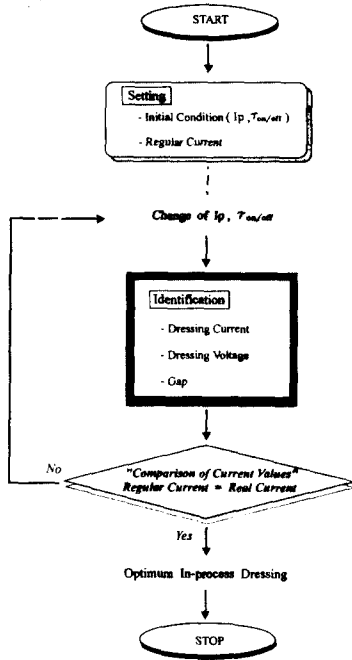 START
Setting
- Initial Condition ( Ip , τon/off )
- Regular Current
Change of Ip , τon/off
Identification
- Dressing Current
- Dressing Voltage
- Gap
No
"Comparison of Current Values"
Regular Current = Real Current
Yes
Optimum In-process Dressing
STOP